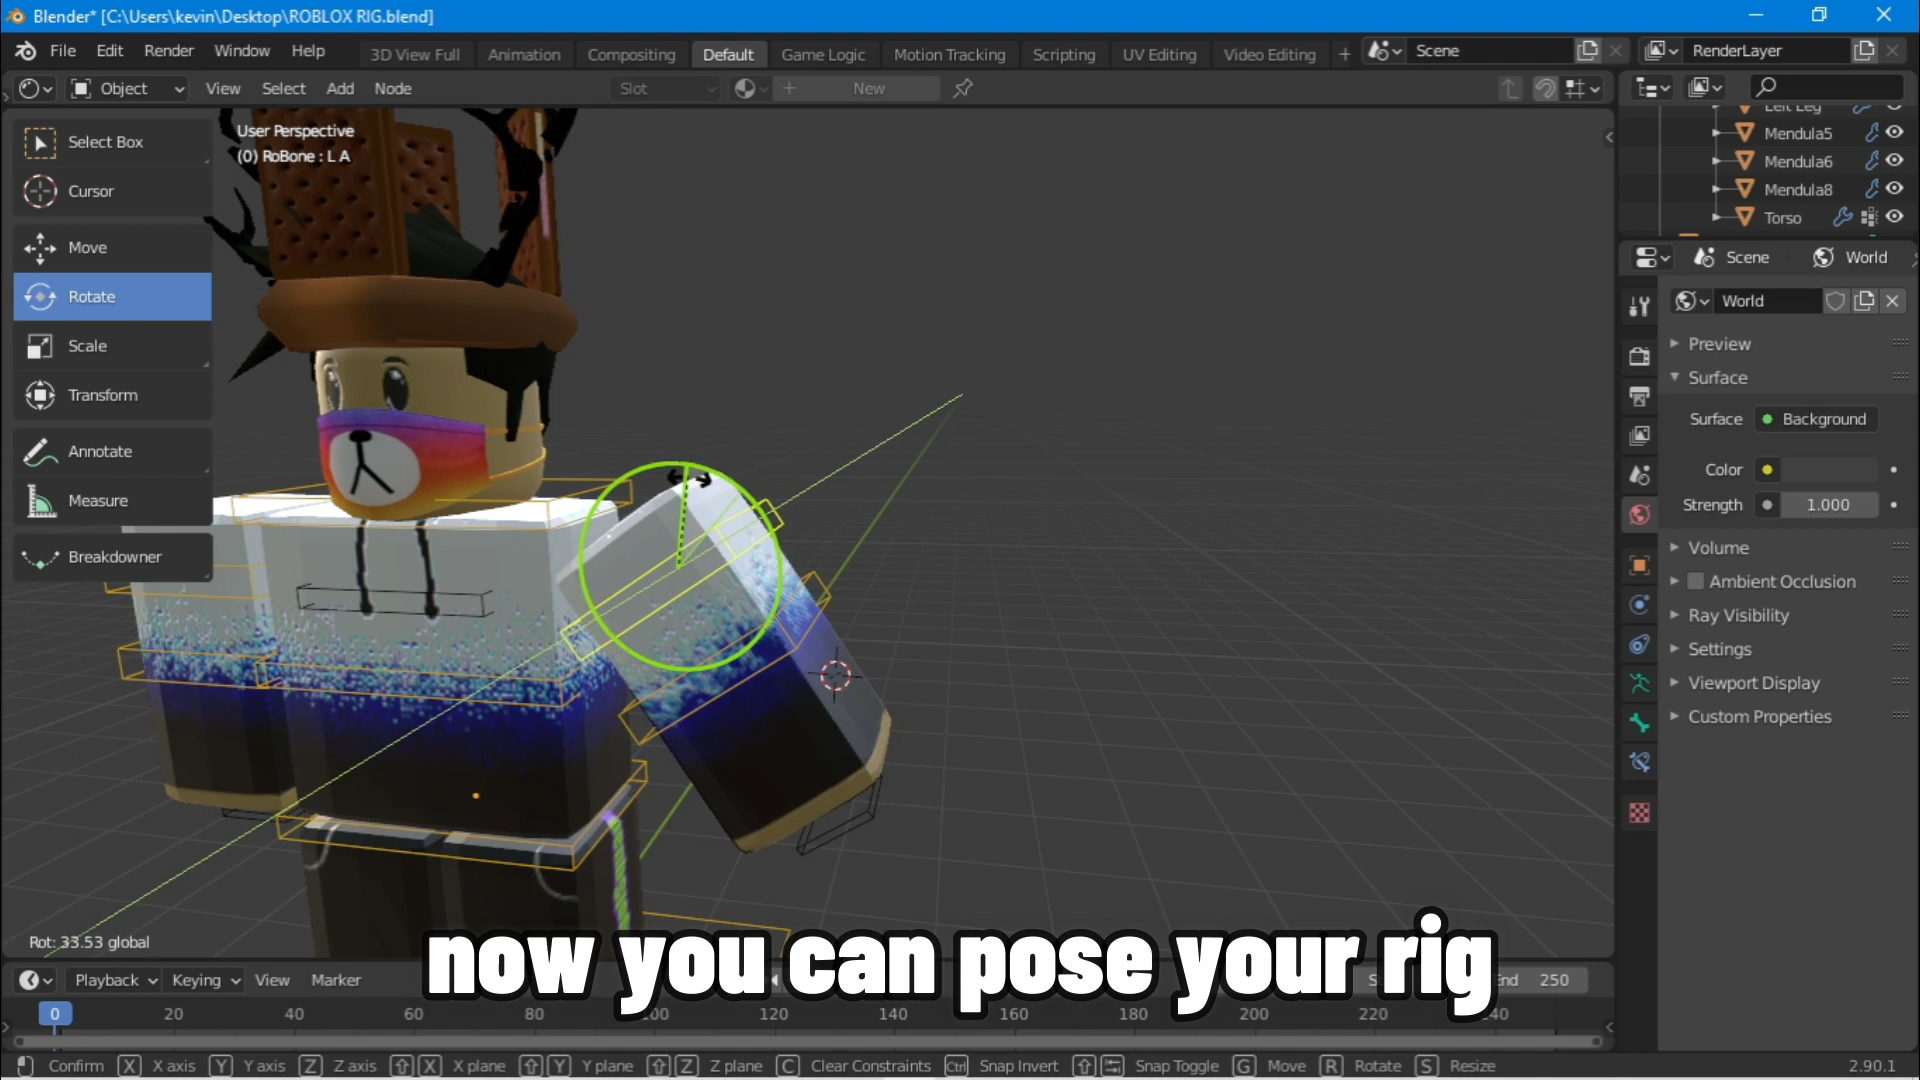 Blender* [C:\Users\kevin\Desktop\ROBLOX RIG.blend]
File Edit Render Window Help 3D View Full Animation Compositing Default Game Logic Motion Tracking Scripting UV Editing Video Editing + Scene RenderLayer
Object View Select Add Node Slot New
User Perspective
(0) RoBone : L A
Select Box
Cursor
Move
Rotate
Scale
Transform
Annotate
Measure
Breakdowner
Left Leg
Mendula5
Mendula6
Mendula8
Torso
Scene World
World
Preview
Surface
Surface Background
Color
Strength 1.000
Volume
Ambient Occlusion
Ray Visibility
Settings
Viewport Display
Custom Properties
Rot: 33.53 global
now you can pose your rig
Playback Keying View Marker End 250
0 20 40 60 80 100 120 140 160 180 200 220 240
Confirm X X axis Y Y axis Z Z axis X X plane Y Y plane Z Z plane C Clear Constraints Ctrl Snap Invert Snap Toggle G Move R Rotate S Resize 2.90.1